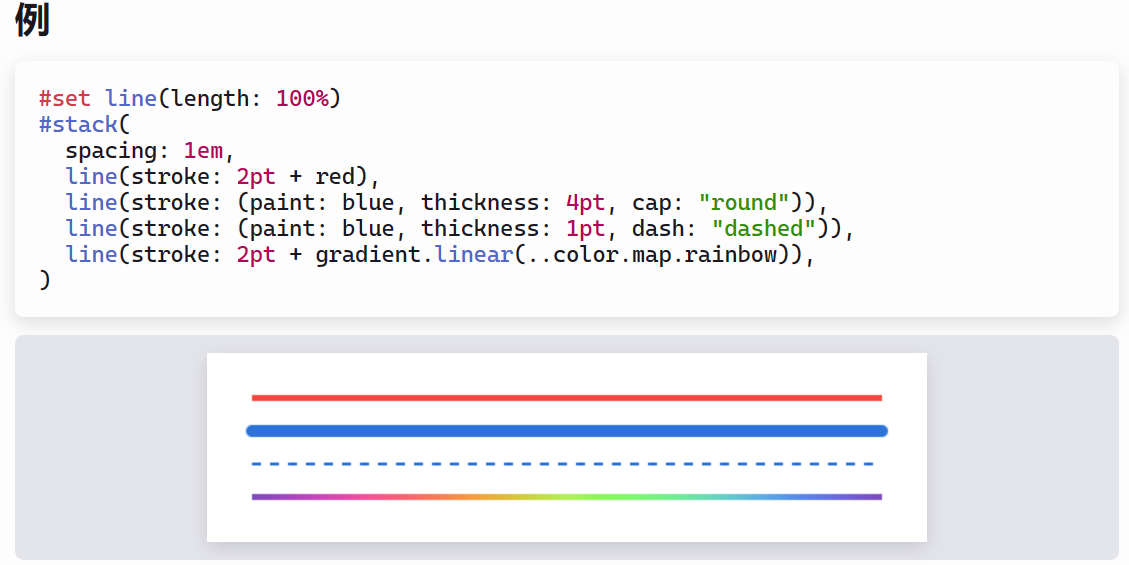 例
#set line(length: 100%)
#stack(
  spacing: 1em,
  line(stroke: 2pt + red),
  line(stroke: (paint: blue, thickness: 4pt, cap: "round")),
  line(stroke: (paint: blue, thickness: 1pt, dash: "dashed")),
  line(stroke: 2pt + gradient.linear(..color.map.rainbow)),
)